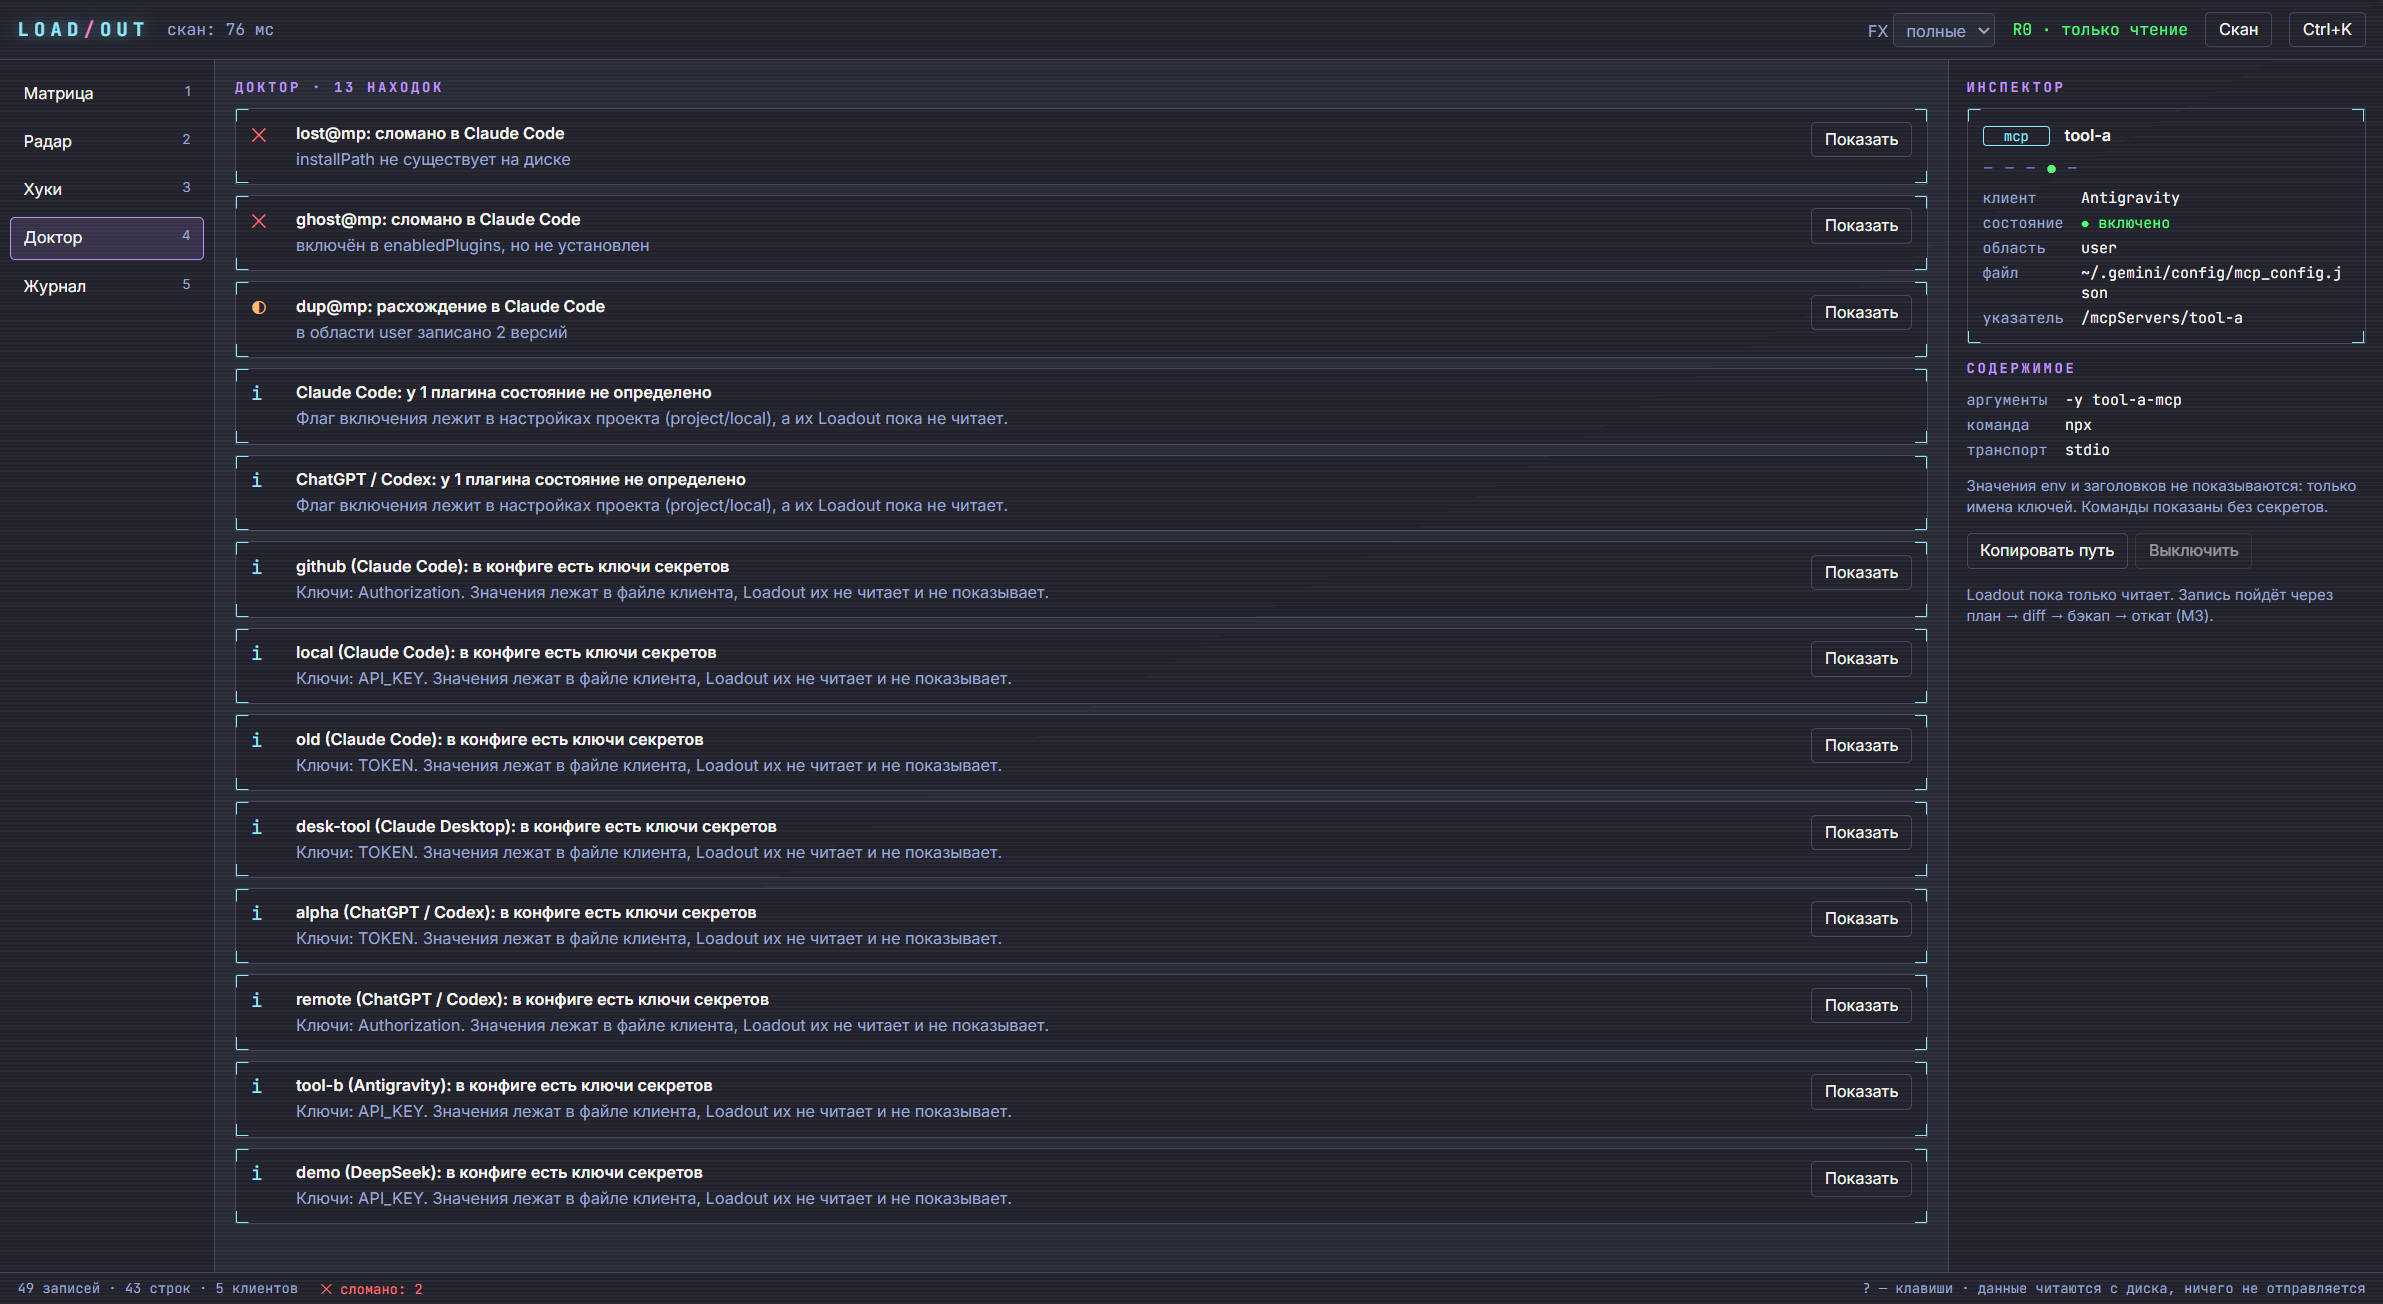 LOAD/OUT скан: 76 мс
FX полные R0 · только чтение Скан Ctrl+K
Матрица 1
Радар 2
Хуки 3
Доктор 4
Журнал 5
ДОКТОР · 13 НАХОДОК
lost@mp: сломано в Claude Code
installPath не существует на диске
Показать
ghost@mp: сломано в Claude Code
включён в enabledPlugins, но не установлен
Показать
dup@mp: расхождение в Claude Code
в области user записано 2 версий
Показать
i Claude Code: у 1 плагина состояние не определено
Флаг включения лежит в настройках проекта (project/local), а их Loadout пока не читает.
i ChatGPT / Codex: у 1 плагина состояние не определено
Флаг включения лежит в настройках проекта (project/local), а их Loadout пока не читает.
i github (Claude Code): в конфиге есть ключи секретов
Ключи: Authorization. Значения лежат в файле клиента, Loadout их не читает и не показывает.
Показать
i local (Claude Code): в конфиге есть ключи секретов
Ключи: API_KEY. Значения лежат в файле клиента, Loadout их не читает и не показывает.
Показать
i old (Claude Code): в конфиге есть ключи секретов
Ключи: TOKEN. Значения лежат в файле клиента, Loadout их не читает и не показывает.
Показать
i desk-tool (Claude Desktop): в конфиге есть ключи секретов
Ключи: TOKEN. Значения лежат в файле клиента, Loadout их не читает и не показывает.
Показать
i alpha (ChatGPT / Codex): в конфиге есть ключи секретов
Ключи: TOKEN. Значения лежат в файле клиента, Loadout их не читает и не показывает.
Показать
i remote (ChatGPT / Codex): в конфиге есть ключи секретов
Ключи: Authorization. Значения лежат в файле клиента, Loadout их не читает и не показывает.
Показать
i tool-b (Antigravity): в конфиге есть ключи секретов
Ключи: API_KEY. Значения лежат в файле клиента, Loadout их не читает и не показывает.
Показать
i demo (DeepSeek): в конфиге есть ключи секретов
Ключи: API_KEY. Значения лежат в файле клиента, Loadout их не читает и не показывает.
Показать
ИНСПЕКТОР
mcp tool-a
— — — ● —
клиент Antigravity
состояние ● включено
область user
файл ~/.gemini/config/mcp_config.j
son
указатель /mcpServers/tool-a
СОДЕРЖИМОЕ
аргументы -y tool-a-mcp
команда npx
транспорт stdio
Значения env и заголовков не показываются: только
имена ключей. Команды показаны без секретов.
Копировать путь Выключить
Loadout пока только читает. Запись пойдёт через
план → diff → бэкап → откат (М3).
49 записей · 43 строк · 5 клиентов × сломано: 2
? — клавиши · данные читаются с диска, ничего не отправляется